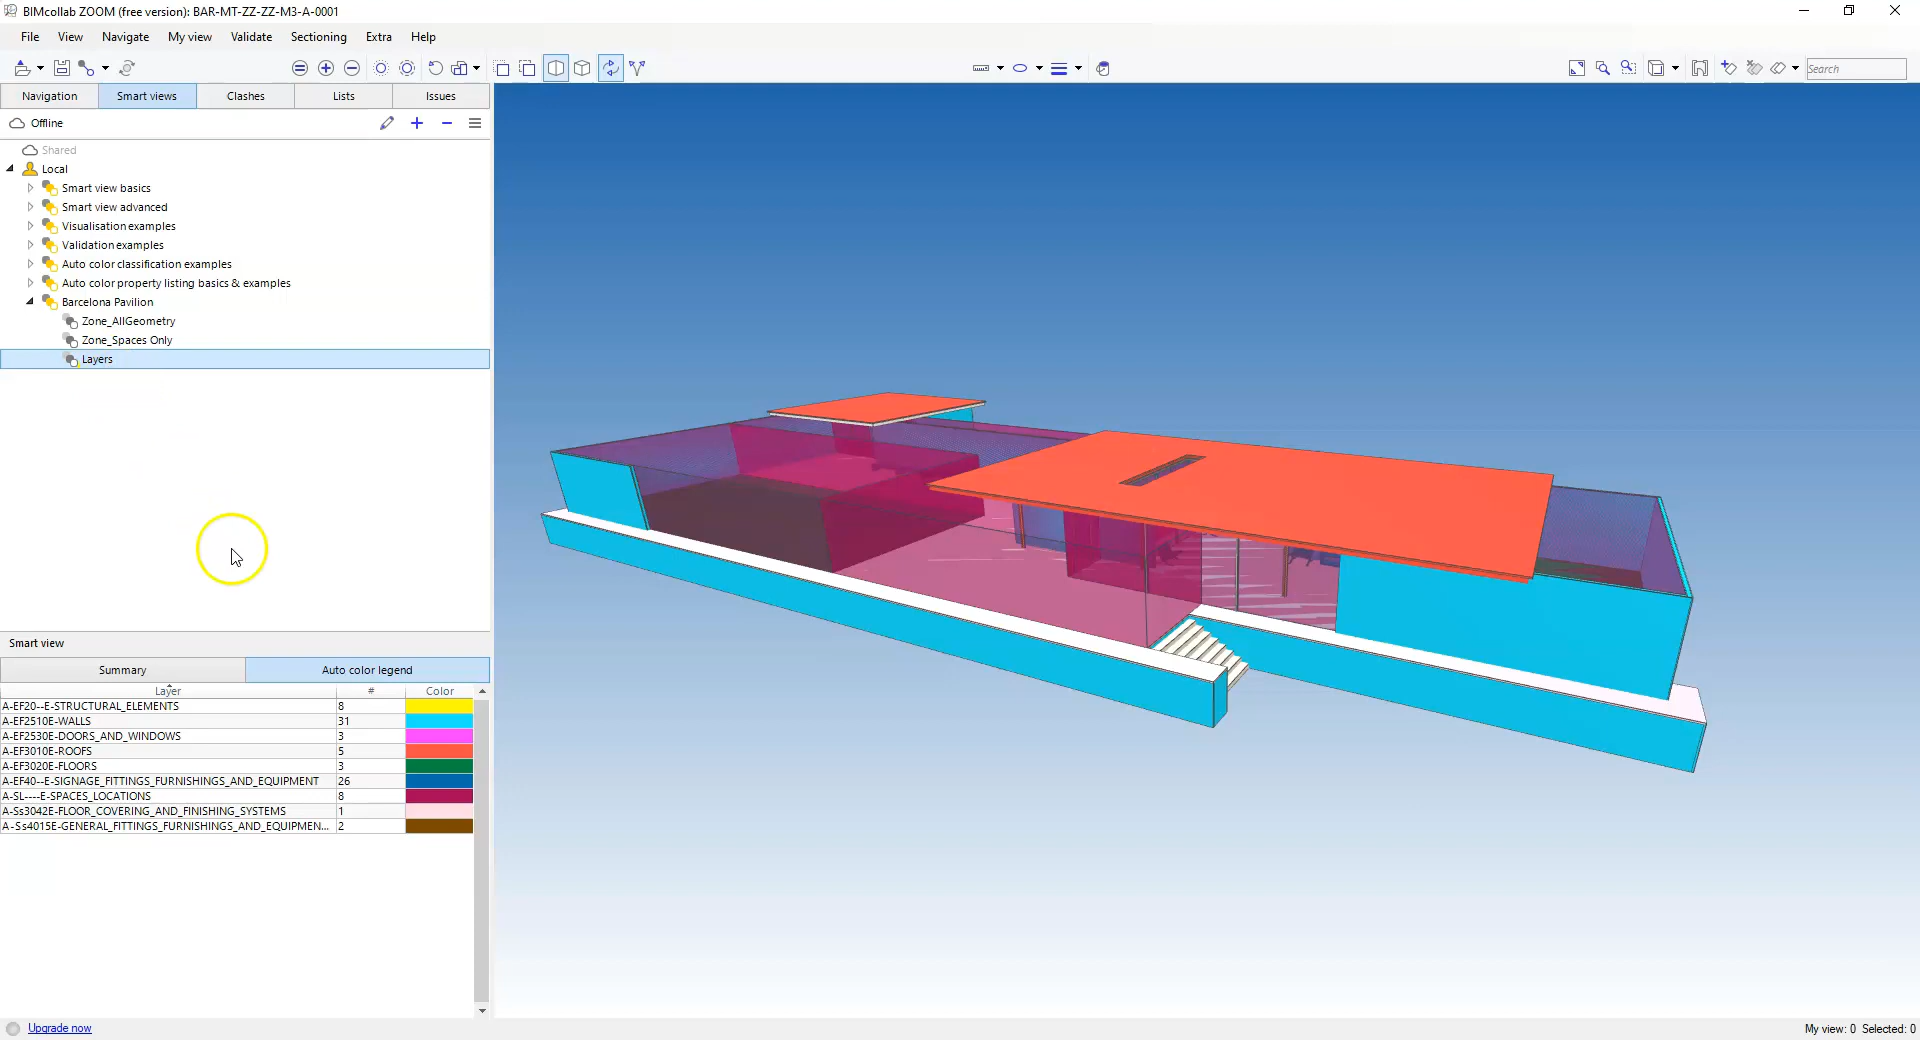 BIMcollab ZOOM (free version): BAR-MT-ZZ-ZZ-M3-A-0001
File View Navigate My view Validate Sectioning Extra Help
Search
Navigation Smart views Clashes Lists Issues
Offline
Shared
Local
Smart view basics
Smart view advanced
Visualisation examples
Validation examples
Auto color classification examples
Auto color property listing basics & examples
Barcelona Pavilion
Zone_AllGeometry
Zone_Spaces Only
Layers
Smart view
Summary Auto color legend
Layer # Color
A-EF20--E-STRUCTURAL_ELEMENTS 8
A-EF2510E-WALLS 31
A-EF2530E-DOORS_AND_WINDOWS 3
A-EF3010E-ROOFS 5
A-EF3020E-FLOORS 3
A-EF40--E-SIGNAGE_FITTINGS_FURNISHINGS_AND_EQUIPMENT 26
A-SL----E-SPACES_LOCATIONS 8
A-Ss3042E-FLOOR_COVERING_AND_FINISHING_SYSTEMS 1
A-Ss4015E-GENERAL_FITTINGS_FURNISHINGS_AND_EQUIPMEN... 2
Upgrade now
My view: 0 Selected: 0